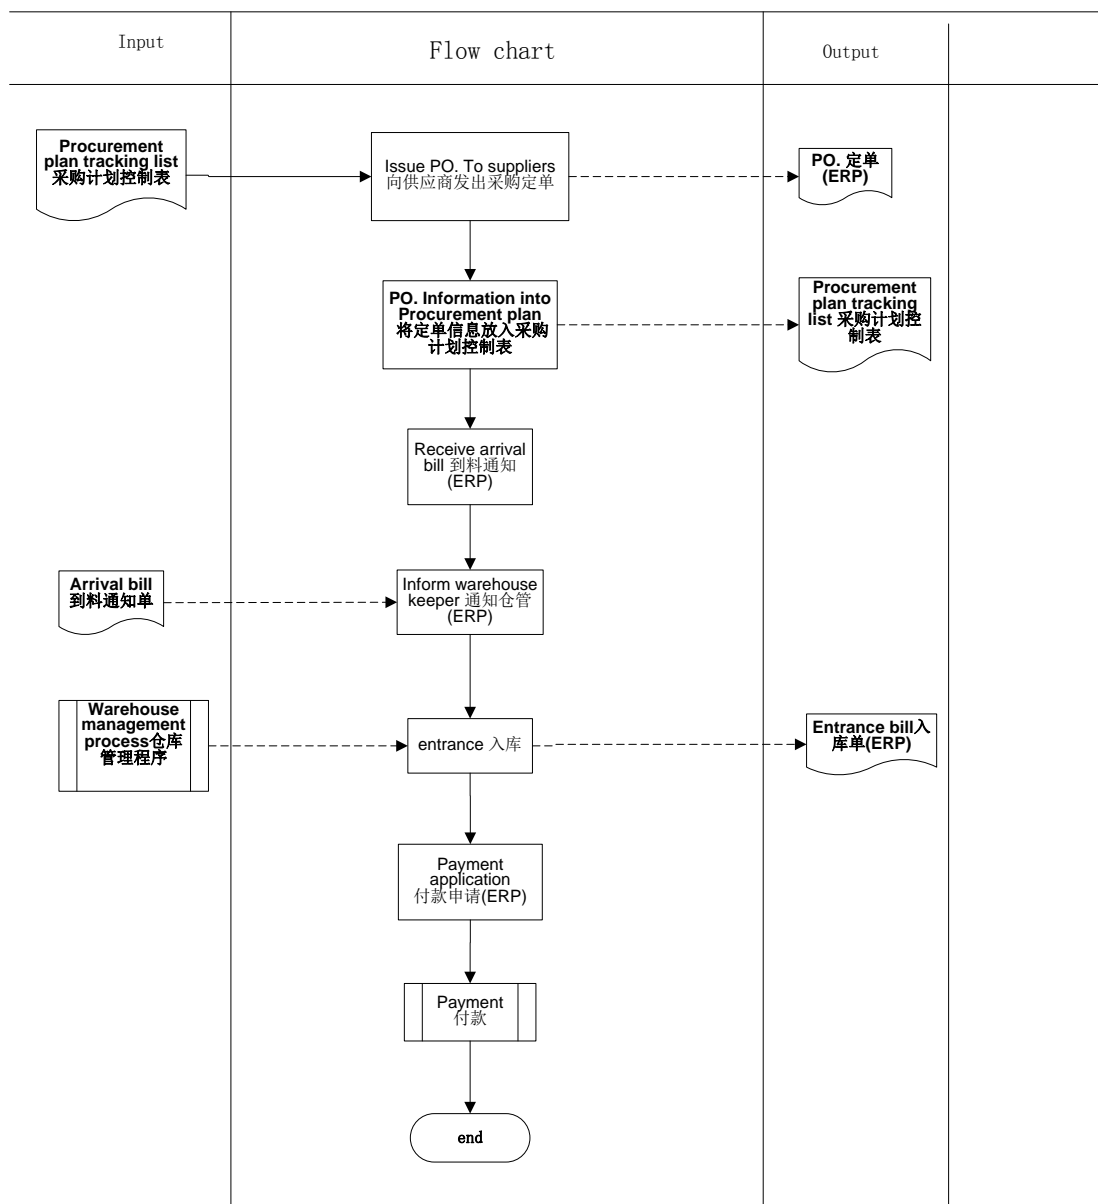 Input
Flow chart
Output
Procurement
plan tracking list
采购计划控制表
Issue PO. To suppliers
向供应商发出采购定单
PO. 定单
(ERP)
PO. Information into
Procurement plan
将定单信息放入采购
计划控制表
Procurement
plan tracking
list 采购计划控
制表
Receive arrival
bill 到料通知
(ERP)
Arrival bill
到料通知单
Inform warehouse
keeper 通知仓管
(ERP)
Warehouse
management
process仓库
管理程序
entrance 入库
Entrance bill入
库单(ERP)
Payment
application
付款申请(ERP)
Payment
付款
end